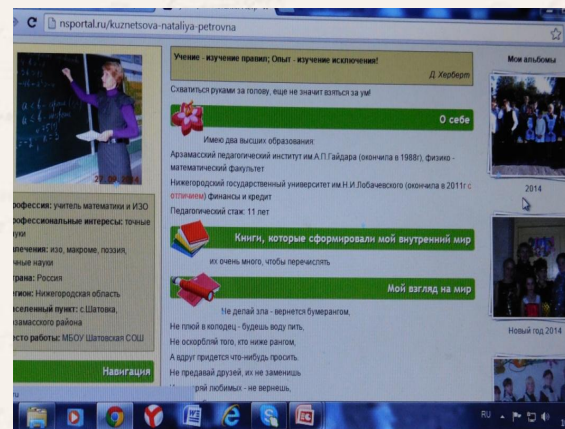 nsportal.ru/kuznetsova-nataliya-petrovna
27.09.2014
профессия: учитель математики и ИЗО
профессиональные интересы: точные
науки
увлечения: изо, макроме, поэзия,
точные науки
страна: Россия
регион: Нижегородская область
населенный пункт: с.Шатовка,
Арзамасского района
место работы: МБОУ Шатовская СОШ
Навигация
Учение - изучение правил; Опыт - изучение исключения!
Д. Херберт
Схватиться руками за голову, еще не значит взяться за ум!
О себе
Имею два высших образования:
Арзамасский педагогический институт им.А.П.Гайдара (окончила в 1988г), физико -
математический факультет
Нижегородский государственный университет им.Н.И.Лобачевского (окончила в 2011г с
отличием) финансы и кредит
Педагогический стаж: 11 лет
Книги, которые сформировали мой внутренний мир
их очень много, чтобы перечислять
Мой взгляд на мир
Не делай зла - вернется бумерангом,
Не плюй в колодец - будешь воду пить,
Не оскорбляй того, кто ниже рангом,
А вдруг придется что-нибудь просить.
Не предавай друзей, их не заменишь
любимых - не вернешь,
Мои альбомы
2014
Новый год 2014
RU